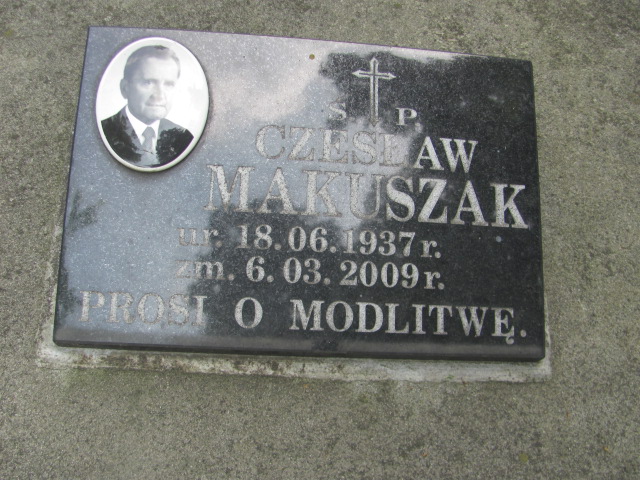 Ś P
CZESŁAW
MAKUSZAK
ur. 18.06.1937 r.
zm. 6.03.2009 r.
PROSI O MODLITWĘ.